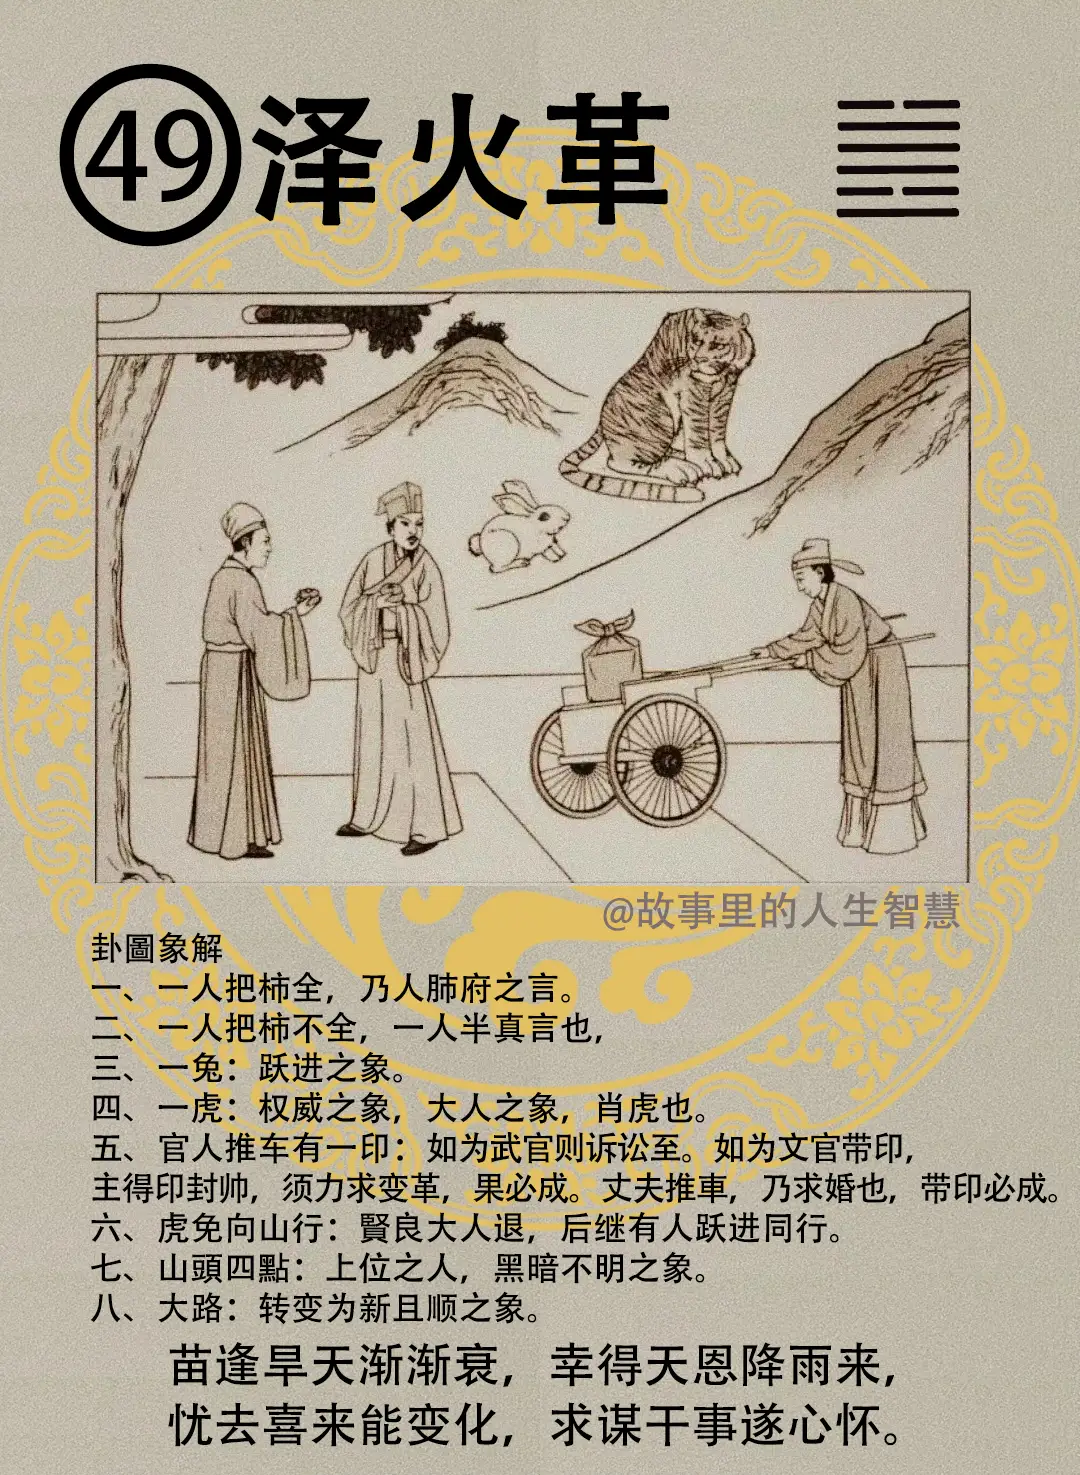 49 泽火革
@故事里的人生智慧
卦圖象解
一、一人把柿全，乃人肺府之言。
二、一人把柿不全，一人半真言也，
三、一兔：跃进之象。
四、一虎：权威之象，大人之象，肖虎也。
五、官人推车有一印：如为武官则诉讼至。如为文官带印，
主得印封帅，须力求变革，果必成。丈夫推車，乃求婚也，带印必成。
六、虎免向山行：賢良大人退，后继有人跃进同行。
七、山頭四點：上位之人，黑暗不明之象。
八、大路：转变为新且顺之象。
苗逢旱天渐渐衰，幸得天恩降雨来，
忧去喜来能变化，求谋干事遂心怀。